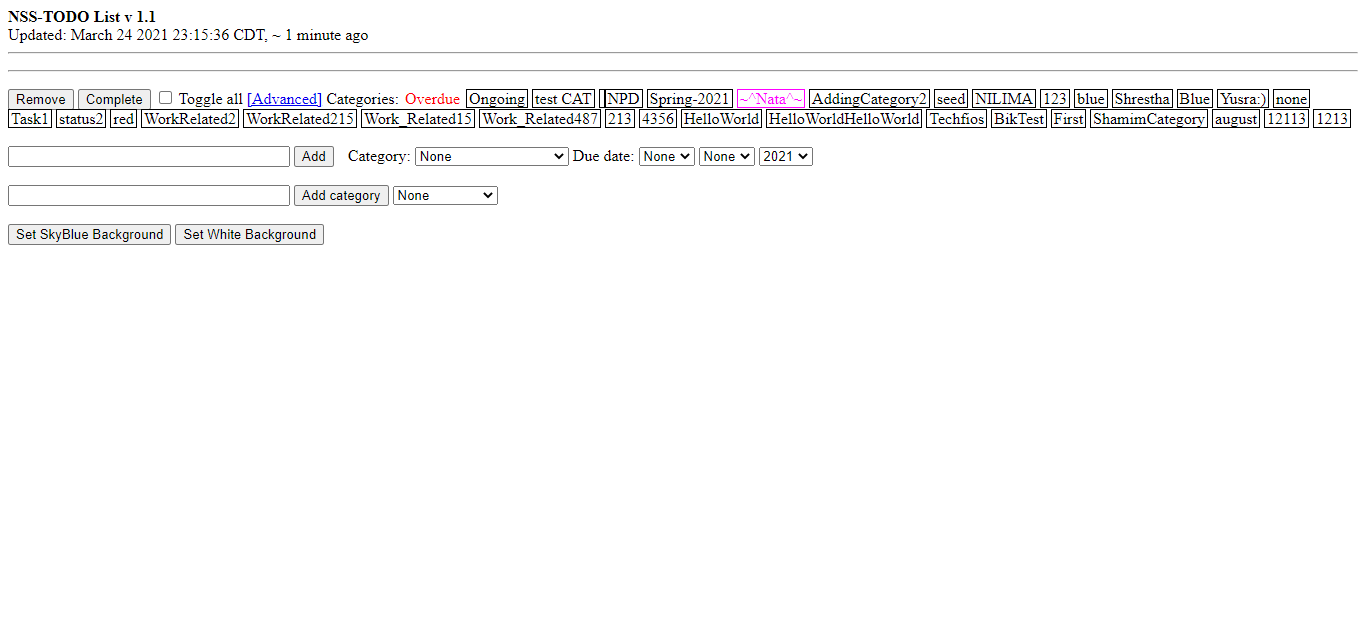 NSS-TODO List v 1.1
Updated: March 24 2021 23:15:36 CDT, ~ 1 minute ago
Remove Complete Toggle all [Advanced] Categories: Overdue Ongoing test CAT NPD Spring-2021 ~^Nata^~ AddingCategory2 seed NILIMA 123 blue Shrestha Blue Yusra:) none
Task1 status2 red WorkRelated2 WorkRelated215 Work_Related15 Work_Related487 213 4356 HelloWorld HelloWorldHelloWorld Techfios BikTest First ShamimCategory august 12113 1213
Add Category: None Due date: None None 2021
Add category None
Set SkyBlue Background Set White Background